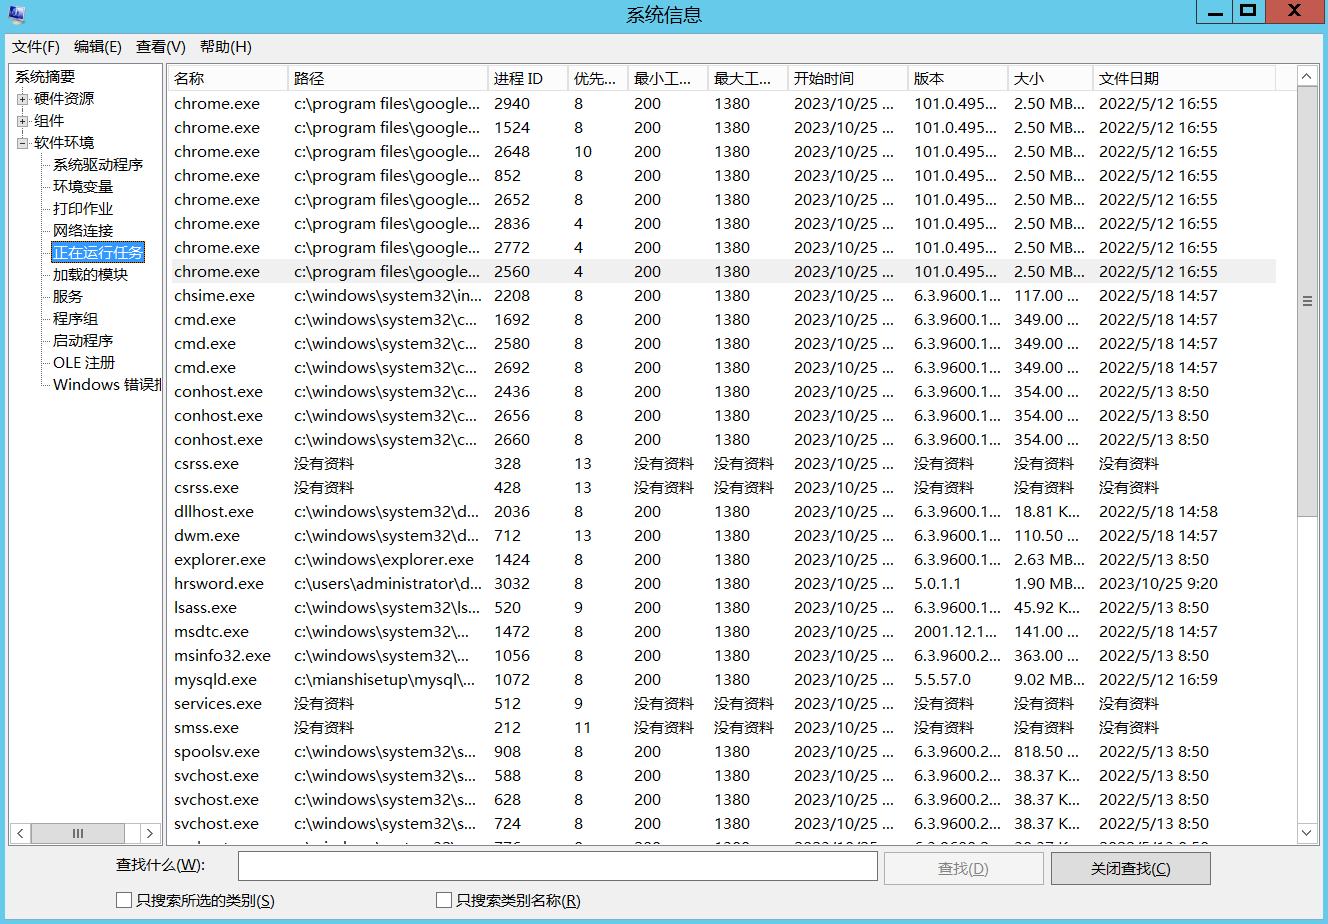 系统信息
文件(F) 编辑(E) 查看(V) 帮助(H)
系统摘要
硬件资源
组件
软件环境
系统驱动程序
环境变量
打印作业
网络连接
正在运行任务
加载的模块
服务
程序组
启动程序
OLE 注册
Windows 错误
名称 路径 进程 ID 优先... 最小工... 最大工... 开始时间 版本 大小 文件日期
chrome.exe c:\program files\google... 2940 8 200 1380 2023/10/25 ... 101.0.495... 2.50 MB... 2022/5/12 16:55
chrome.exe c:\program files\google... 1524 8 200 1380 2023/10/25 ... 101.0.495... 2.50 MB... 2022/5/12 16:55
chrome.exe c:\program files\google... 2648 10 200 1380 2023/10/25 ... 101.0.495... 2.50 MB... 2022/5/12 16:55
chrome.exe c:\program files\google... 852 8 200 1380 2023/10/25 ... 101.0.495... 2.50 MB... 2022/5/12 16:55
chrome.exe c:\program files\google... 2652 8 200 1380 2023/10/25 ... 101.0.495... 2.50 MB... 2022/5/12 16:55
chrome.exe c:\program files\google... 2836 4 200 1380 2023/10/25 ... 101.0.495... 2.50 MB... 2022/5/12 16:55
chrome.exe c:\program files\google... 2772 4 200 1380 2023/10/25 ... 101.0.495... 2.50 MB... 2022/5/12 16:55
chrome.exe c:\program files\google... 2560 4 200 1380 2023/10/25 ... 101.0.495... 2.50 MB... 2022/5/12 16:55
chsime.exe c:\windows\system32\in... 2208 8 200 1380 2023/10/25 ... 6.3.9600.1... 117.00 ... 2022/5/18 14:57
cmd.exe c:\windows\system32\c... 1692 8 200 1380 2023/10/25 ... 6.3.9600.1... 349.00 ... 2022/5/18 14:57
cmd.exe c:\windows\system32\c... 2580 8 200 1380 2023/10/25 ... 6.3.9600.1... 349.00 ... 2022/5/18 14:57
cmd.exe c:\windows\system32\c... 2692 8 200 1380 2023/10/25 ... 6.3.9600.1... 349.00 ... 2022/5/18 14:57
conhost.exe c:\windows\system32\c... 2436 8 200 1380 2023/10/25 ... 6.3.9600.1... 354.00 ... 2022/5/13 8:50
conhost.exe c:\windows\system32\c... 2656 8 200 1380 2023/10/25 ... 6.3.9600.1... 354.00 ... 2022/5/13 8:50
conhost.exe c:\windows\system32\c... 2660 8 200 1380 2023/10/25 ... 6.3.9600.1... 354.00 ... 2022/5/13 8:50
csrss.exe 没有资料 328 13 没有资料 没有资料 2023/10/25 ... 没有资料 没有资料 没有资料
csrss.exe 没有资料 428 13 没有资料 没有资料 2023/10/25 ... 没有资料 没有资料 没有资料
dllhost.exe c:\windows\system32\d... 2036 8 200 1380 2023/10/25 ... 6.3.9600.1... 18.81 K... 2022/5/18 14:58
dwm.exe c:\windows\system32\d... 712 13 200 1380 2023/10/25 ... 6.3.9600.1... 110.50 ... 2022/5/18 14:57
explorer.exe c:\windows\explorer.exe 1424 8 200 1380 2023/10/25 ... 6.3.9600.1... 2.63 MB... 2022/5/13 8:50
hrsword.exe c:\users\administrator\d... 3032 8 200 1380 2023/10/25 ... 5.0.1.1 1.90 MB... 2023/10/25 9:20
lsass.exe c:\windows\system32\ls... 520 9 200 1380 2023/10/25 ... 6.3.9600.1... 45.92 K... 2022/5/13 8:50
msdtc.exe c:\windows\system32\... 1472 8 200 1380 2023/10/25 ... 2001.12.1... 141.00 ... 2022/5/18 14:57
msinfo32.exe c:\windows\system32\... 1056 8 200 1380 2023/10/25 ... 6.3.9600.2... 363.00 ... 2022/5/13 8:50
mysqld.exe c:\mianshisetup\mysql\... 1072 8 200 1380 2023/10/25 ... 5.5.57.0 9.02 MB... 2022/5/12 16:59
services.exe 没有资料 512 9 没有资料 没有资料 2023/10/25 ... 没有资料 没有资料 没有资料
smss.exe 没有资料 212 11 没有资料 没有资料 2023/10/25 ... 没有资料 没有资料 没有资料
spoolsv.exe c:\windows\system32\s... 908 8 200 1380 2023/10/25 ... 6.3.9600.2... 818.50 ... 2022/5/13 8:50
svchost.exe c:\windows\system32\s... 588 8 200 1380 2023/10/25 ... 6.3.9600.2... 38.37 K... 2022/5/13 8:50
svchost.exe c:\windows\system32\s... 628 8 200 1380 2023/10/25 ... 6.3.9600.2... 38.37 K... 2022/5/13 8:50
svchost.exe c:\windows\system32\s... 724 8 200 1380 2023/10/25 ... 6.3.9600.2... 38.37 K... 2022/5/13 8:50
查找什么(W): 查找(D) 关闭查找(C)
只搜索所选的类别(S) 只搜索类别名称(R)